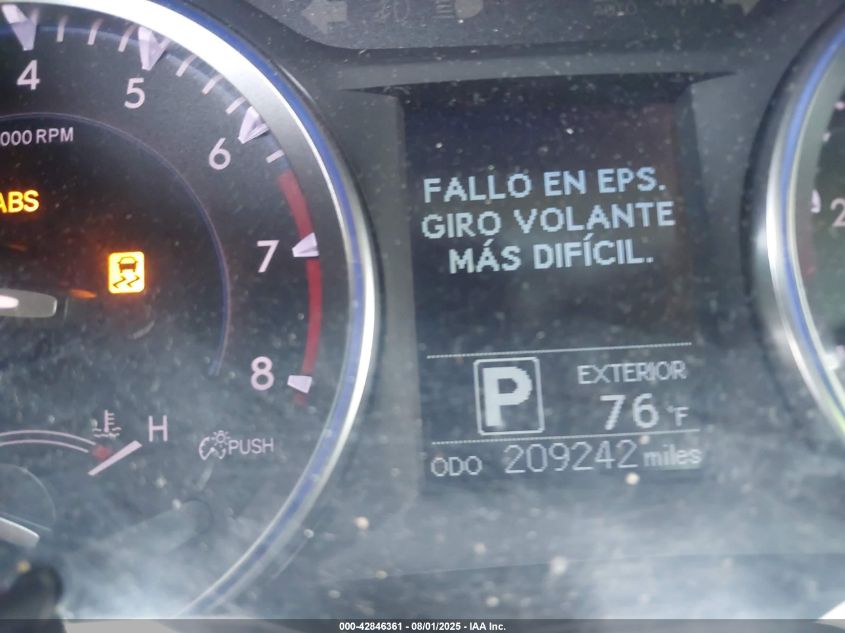 4
5
000 RPM
6
ABS
7
8
H
PUSH
FALLO EN EPS.
GIRO VOLANTE
MÁS DIFÍCIL.
P
EXTERIOR
76 °F
ODO 209242 miles
2
000-42846361 - 08/01/2025 - IAA Inc.